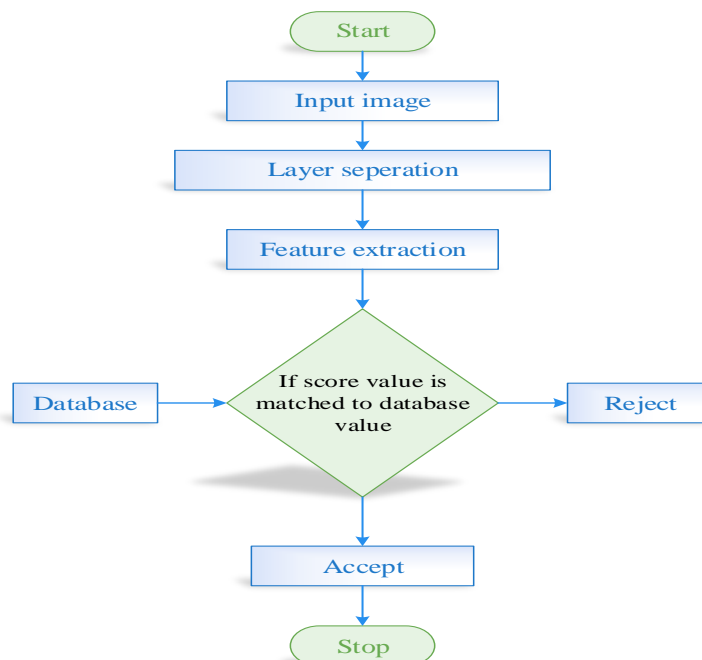 Start
Input image
Layer seperation
Feature extraction
If score value is
matched to database
value
Database
Reject
Accept
Stop